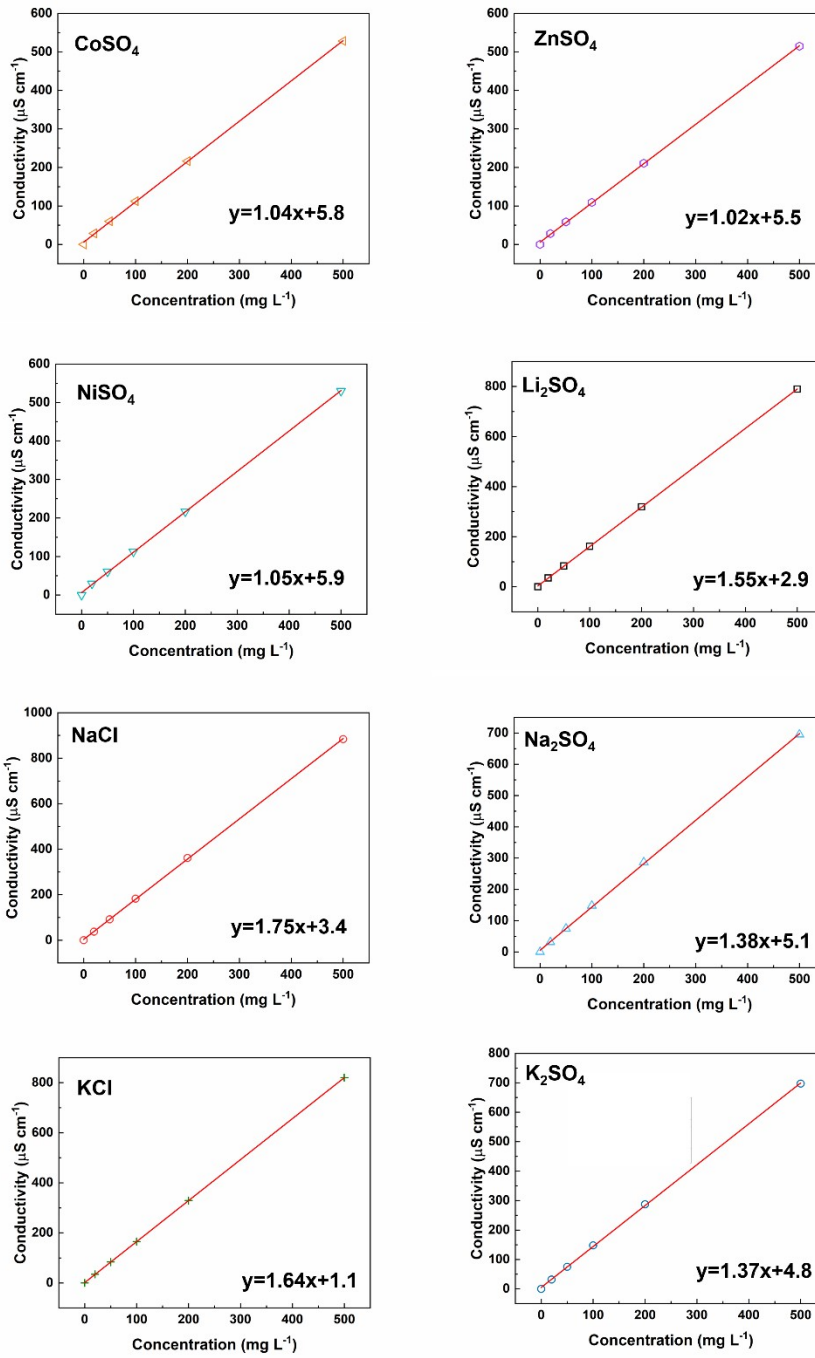 CoSO₄
600
500
400
300
200
100
0
Conductivity (μS cm⁻¹)
y=1.04x+5.8
0 100 200 300 400 500
Concentration (mg L⁻¹)
ZnSO₄
600
500
400
300
200
100
0
Conductivity (μS cm⁻¹)
y=1.02x+5.5
0 100 200 300 400 500
Concentration (mg L⁻¹)
NiSO₄
600
500
400
300
200
100
0
Conductivity (μS cm⁻¹)
y=1.05x+5.9
0 100 200 300 400 500
Concentration (mg L⁻¹)
Li₂SO₄
800
600
400
200
0
Conductivity (μS cm⁻¹)
y=1.55x+2.9
0 100 200 300 400 500
Concentration (mg L⁻¹)
NaCl
1000
800
600
400
200
0
Conductivity (μS cm⁻¹)
y=1.75x+3.4
0 100 200 300 400 500
Concentration (mg L⁻¹)
Na₂SO₄
700
600
500
400
300
200
100
0
Conductivity (μS cm⁻¹)
y=1.38x+5.1
0 100 200 300 400 500
Concentration (mg L⁻¹)
KCl
800
600
400
200
0
Conductivity (μS cm⁻¹)
y=1.64x+1.1
0 100 200 300 400 500
Concentration (mg L⁻¹)
K₂SO₄
800
700
600
500
400
300
200
100
0
Conductivity (μS cm⁻¹)
y=1.37x+4.8
0 100 200 300 400 500
Concentration (mg L⁻¹)